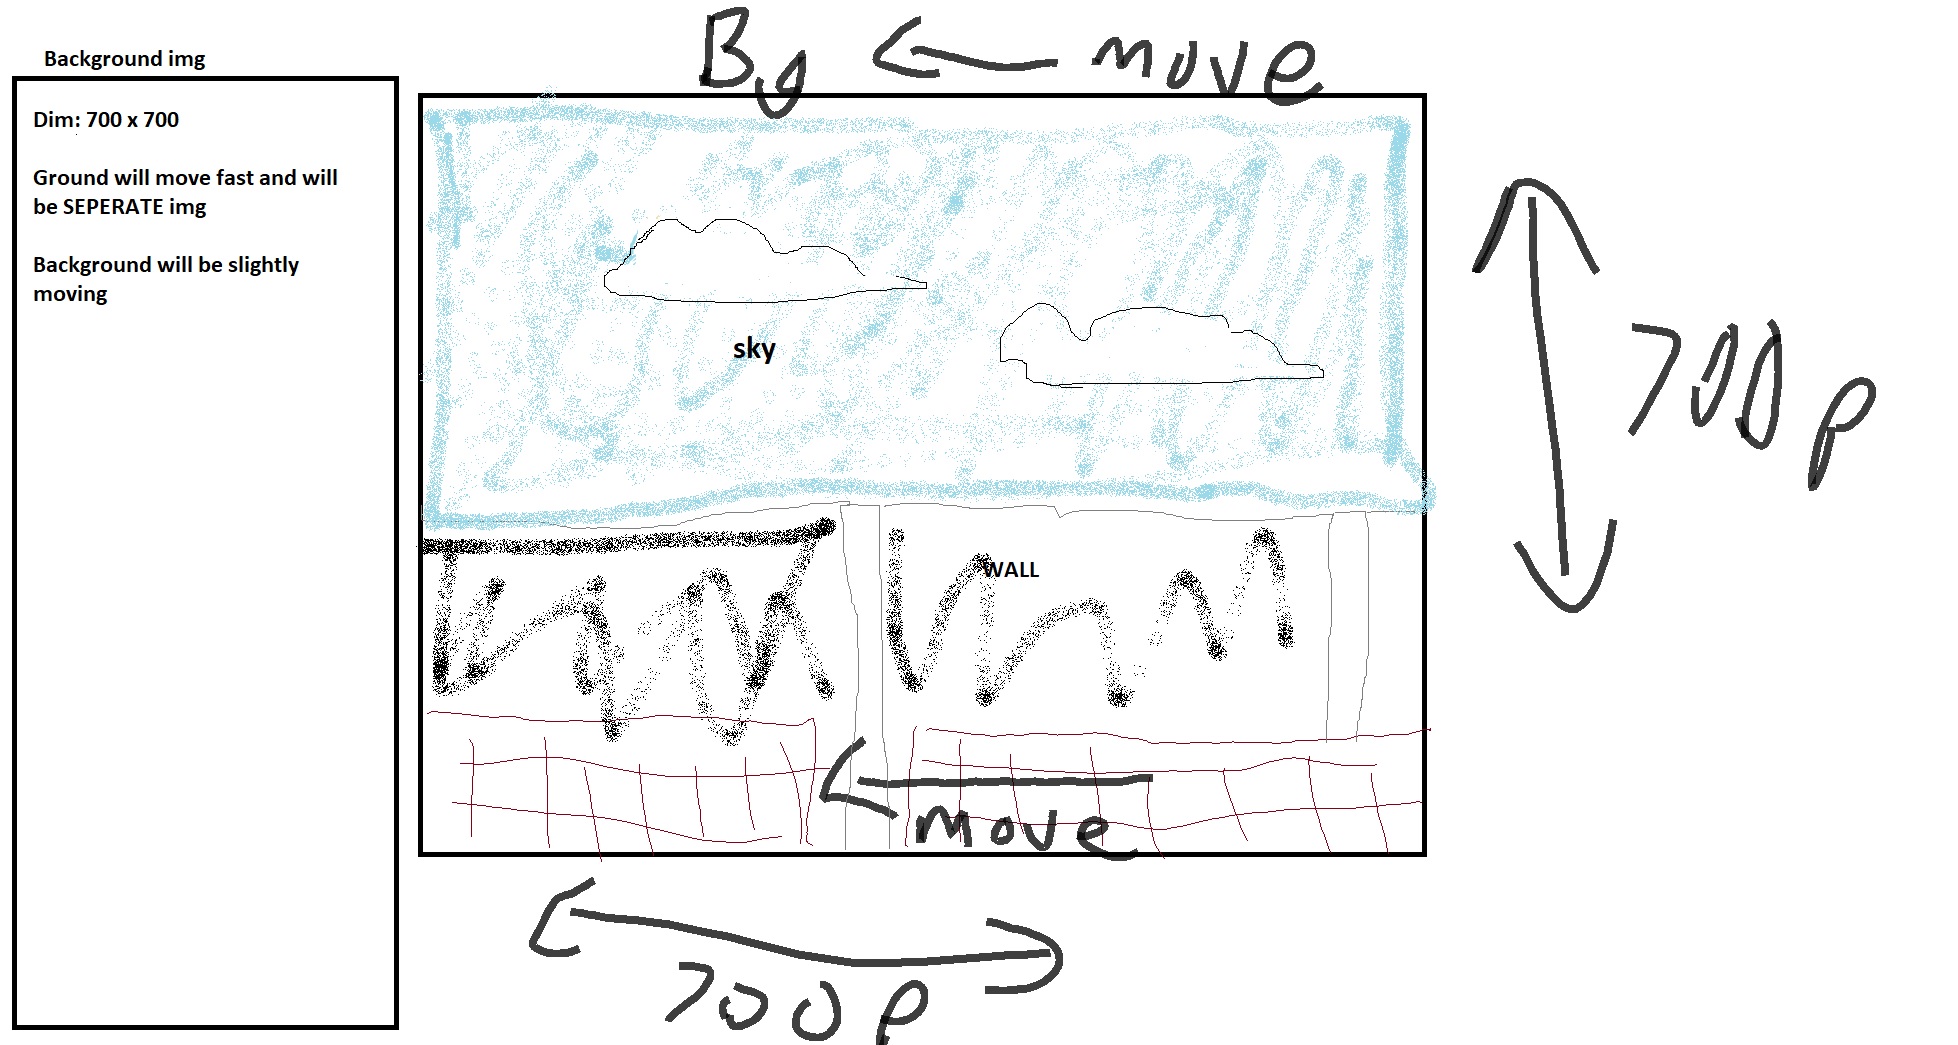 Background img
Dim: 700 x 700
Ground will move fast and will
be SEPERATE img
Background will be slightly
moving
Bg move
sky
700p
WALL
move
700p